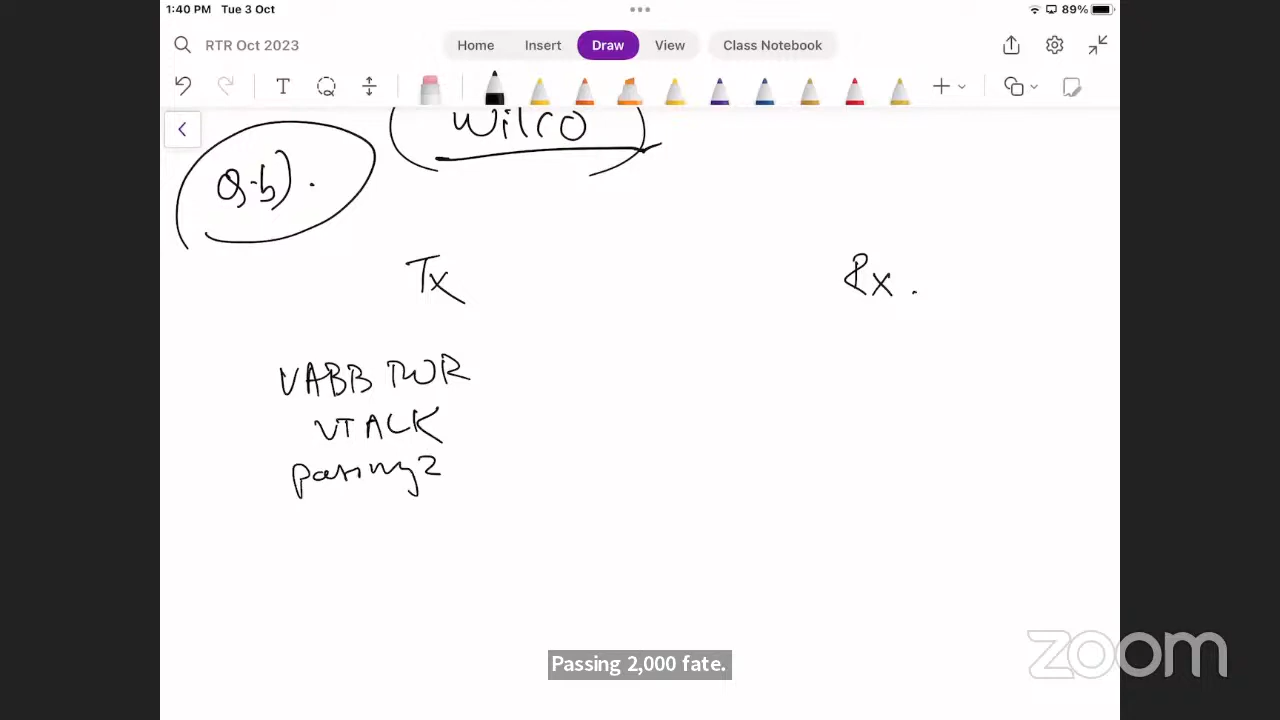 1:40 PM Tue 3 Oct
89%
RTR Oct 2023
Home Insert Draw View Class Notebook
T
Wilco
Q.b).
Tx
Rx.
VABB TWR
VTALK
passing 2
Passing 2,000 fate.
zoom